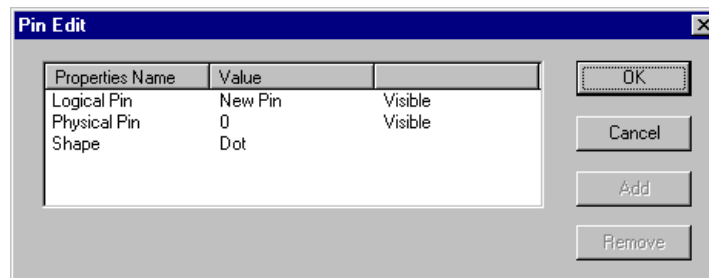 Pin Edit
Properties Name Value
Logical Pin New Pin Visible
Physical Pin 0 Visible
Shape Dot
OK
Cancel
Add
Remove